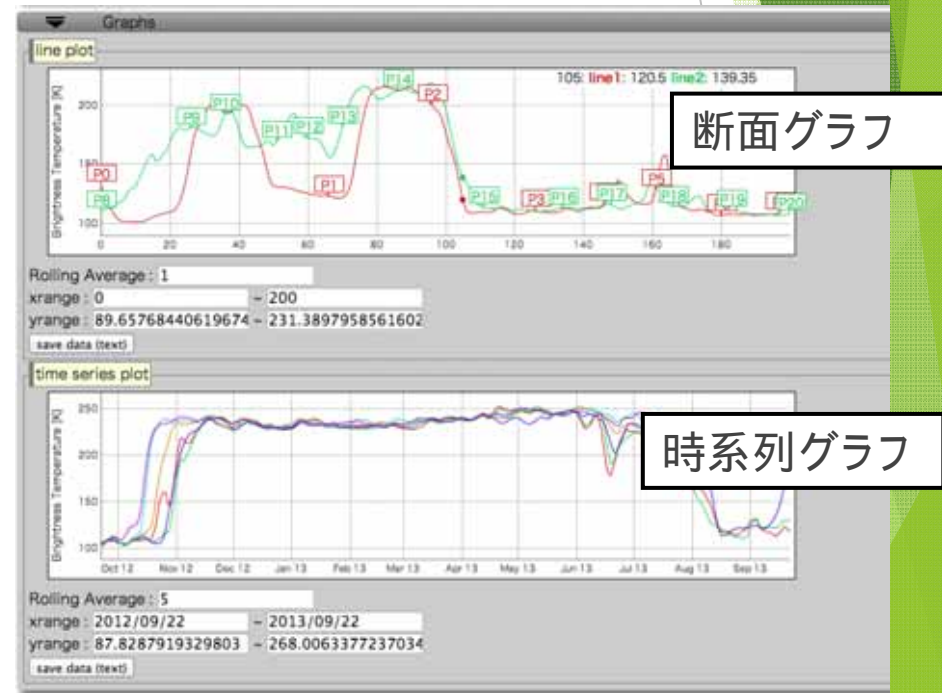 Graphs
line plot
105: line1: 120.5 line2: 139.35
Brightness Temperature [K]
200
150
100
P0
P8
P9
P10
P11
P12
P13
P1
P14
P2
P15
P3
P16
P17
P5
P18
P19
P20
0 20 40 60 80 100 120 140 160 180
断面グラフ
Rolling Average : 1
xrange : 0 ~ 200
yrange : 89.65768440619674 ~ 231.3897958561602
save data (text)
time series plot
Brightness Temperature [K]
250
200
150
100
Oct 12 Nov 12 Dec 12 Jan 13 Feb 13 Mar 13 Apr 13 May 13 Jun 13 Jul 13 Aug 13 Sep 13
時系列グラフ
Rolling Average : 5
xrange : 2012/09/22 ~ 2013/09/22
yrange : 87.8287919329803 ~ 268.0063377237034
save data (text)